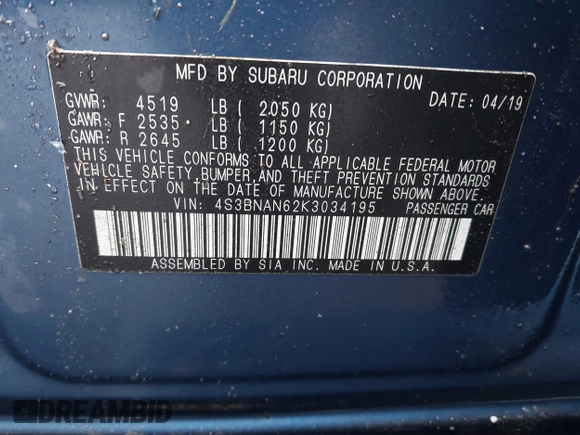 MFD BY SUBARU CORPORATION
GVWR: 4519 LB ( 2050 KG) DATE: 04/19
GAWR: F 2535 LB ( 1150 KG)
GAWR: R 2645 LB ( 1200 KG)
THIS VEHICLE CONFORMS TO ALL APPLICABLE FEDERAL MOTOR
VEHICLE SAFETY, BUMPER, AND THEFT PREVENTION STANDARDS
IN EFFECT ON THE DATE OF MANUFACTURE SHOWN ABOVE.
VIN: 4S3BNAN62K3034195 PASSENGER CAR
ASSEMBLED BY SIA INC. MADE IN U.S.A.
DREAMBID